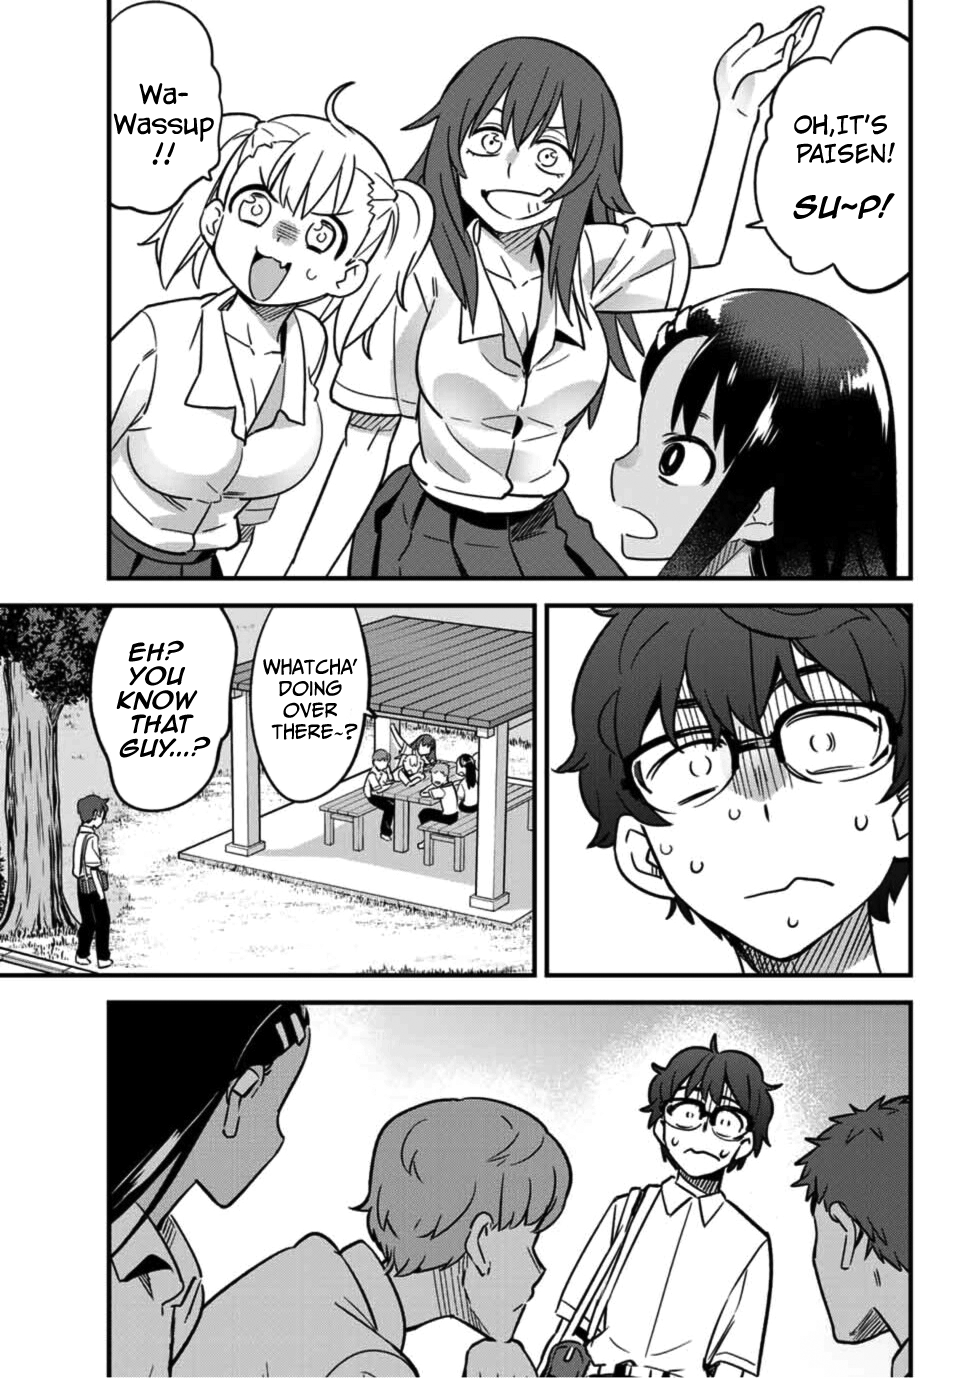 OH,IT'S
PAISEN!
SU~P!
Wa-
Wassup
!!
WHATCHA'
DOING
OVER
THERE~?
EH?
YOU
KNOW
THAT
GUY...?